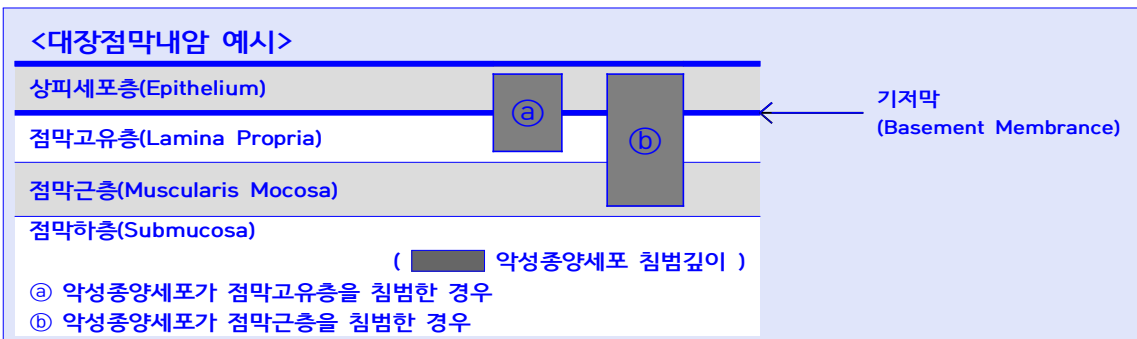 <대장점막내암 예시>
상피세포층(Epithelium)
ⓐ
기저막
(Basement Membrance)
점막고유층(Lamina Propria)
ⓑ
점막근층(Muscularis Mocosa)
점막하층(Submucosa)
( 악성종양세포 침범깊이 )
ⓐ 악성종양세포가 점막고유층을 침범한 경우
ⓑ 악성종양세포가 점막근층을 침범한 경우